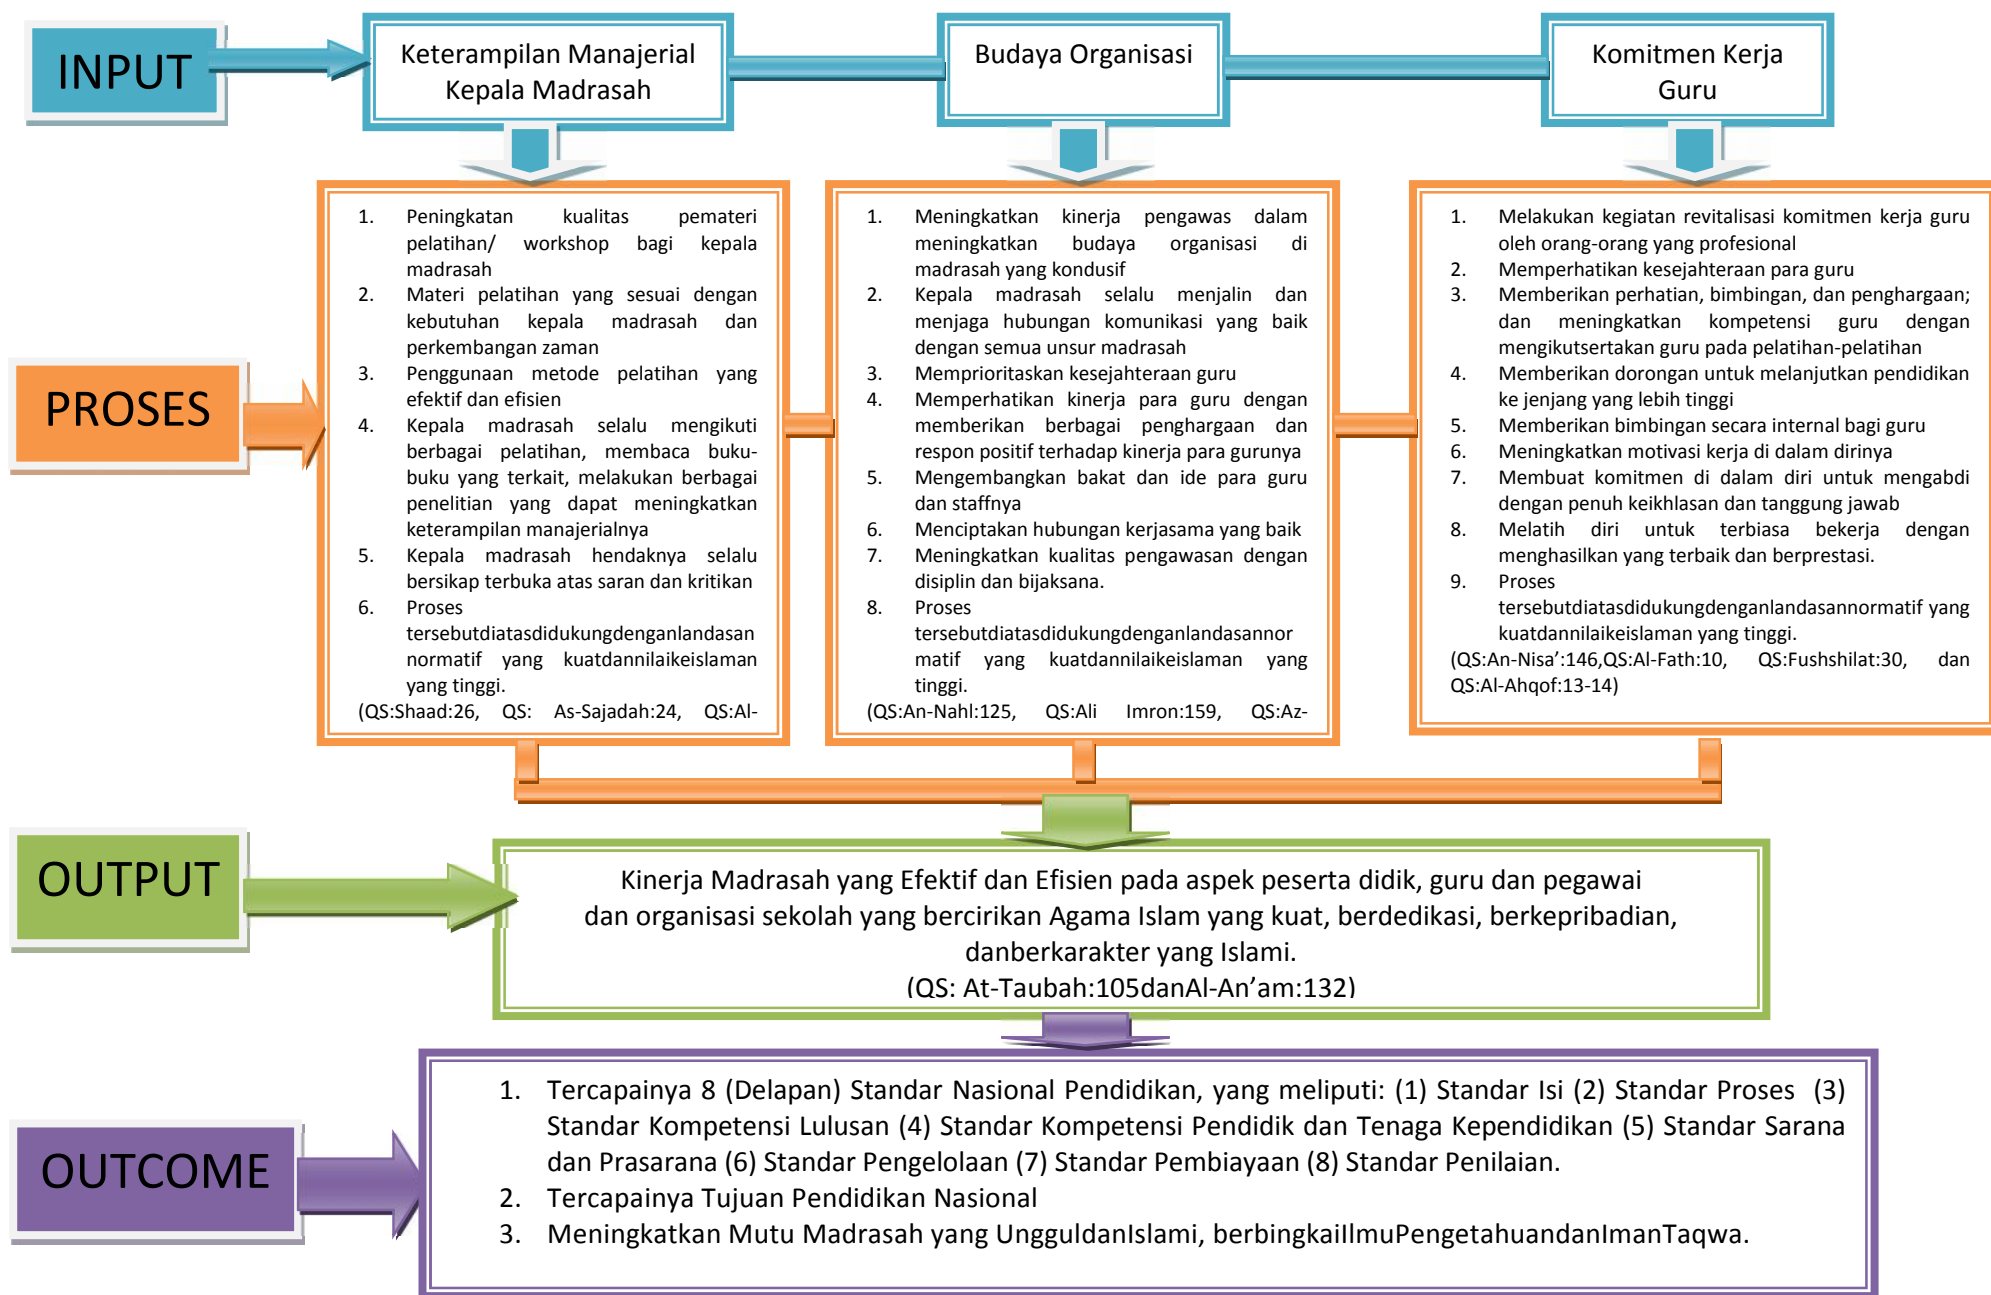 INPUT
Keterampilan Manajerial
Kepala Madrasah
Budaya Organisasi
Komitmen Kerja
Guru
PROSES
1. Peningkatan kualitas pemateri
pelatihan/ workshop bagi kepala
madrasah
2. Materi pelatihan yang sesuai dengan
kebutuhan kepala madrasah dan
perkembangan zaman
3. Penggunaan metode pelatihan yang
efektif dan efisien
4. Kepala madrasah selalu mengikuti
berbagai pelatihan, membaca buku-
buku yang terkait, melakukan berbagai
penelitian yang dapat meningkatkan
keterampilan manajerialnya
5. Kepala madrasah hendaknya selalu
bersikap terbuka atas saran dan kritikan
6. Proses
tersebutdiatasdidukungdenganlandasan
normatif yang kuatdannilaikeislaman
yang tinggi.
(QS:Shaad:26, QS: As-Sajadah:24, QS:Al-
1. Meningkatkan kinerja pengawas dalam
meningkatkan budaya organisasi di
madrasah yang kondusif
2. Kepala madrasah selalu menjalin dan
menjaga hubungan komunikasi yang baik
dengan semua unsur madrasah
3. Memprioritaskan kesejahteraan guru
4. Memperhatikan kinerja para guru dengan
memberikan berbagai penghargaan dan
respon positif terhadap kinerja para gurunya
5. Mengembangkan bakat dan ide para guru
dan staffnya
6. Menciptakan hubungan kerjasama yang baik
7. Meningkatkan kualitas pengawasan dengan
disiplin dan bijaksana.
8. Proses
tersebutdiatasdidukungdenganlandasannor
matif yang kuatdannilaikeislaman yang
tinggi.
(QS:An-Nahl:125, QS:Ali Imron:159, QS:Az-
1. Melakukan kegiatan revitalisasi komitmen kerja guru
oleh orang-orang yang profesional
2. Memperhatikan kesejahteraan para guru
3. Memberikan perhatian, bimbingan, dan penghargaan;
dan meningkatkan kompetensi guru dengan
mengikutsertakan guru pada pelatihan-pelatihan
4. Memberikan dorongan untuk melanjutkan pendidikan
ke jenjang yang lebih tinggi
5. Memberikan bimbingan secara internal bagi guru
6. Meningkatkan motivasi kerja di dalam dirinya
7. Membuat komitmen di dalam diri untuk mengabdi
dengan penuh keikhlasan dan tanggung jawab
8. Melatih diri untuk terbiasa bekerja dengan
menghasilkan yang terbaik dan berprestasi.
9. Proses
tersebutdiatasdidukungdenganlandasannormatif yang
kuatdannilaikeislaman yang tinggi.
(QS:An-Nisa’:146,QS:Al-Fath:10, QS:Fushshilat:30, dan
QS:Al-Ahqof:13-14)
OUTPUT
Kinerja Madrasah yang Efektif dan Efisien pada aspek peserta didik, guru dan pegawai
dan organisasi sekolah yang bercirikan Agama Islam yang kuat, berdedikasi, berkepribadian,
danberkarakter yang Islami.
(QS: At-Taubah:105danAl-An’am:132)
OUTCOME
1. Tercapainya 8 (Delapan) Standar Nasional Pendidikan, yang meliputi: (1) Standar Isi (2) Standar Proses (3)
Standar Kompetensi Lulusan (4) Standar Kompetensi Pendidik dan Tenaga Kependidikan (5) Standar Sarana
dan Prasarana (6) Standar Pengelolaan (7) Standar Pembiayaan (8) Standar Penilaian.
2. Tercapainya Tujuan Pendidikan Nasional
3. Meningkatkan Mutu Madrasah yang UngguldanIslami, berbingkaiIlmuPengetahuandanImanTaqwa.